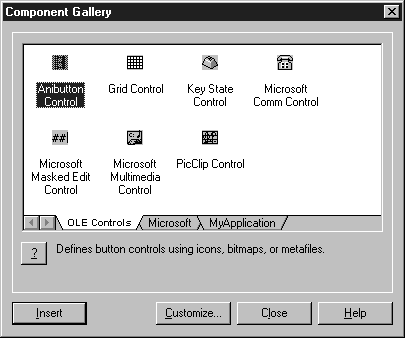 Component Gallery
Anibutton Control
Grid Control
Key State Control
Microsoft Comm Control
##
Microsoft Masked Edit Control
Microsoft Multimedia Control
PicClip Control
OLE Controls Microsoft MyApplication
? Defines button controls using icons, bitmaps, or metafiles.
Insert Customize... Close Help